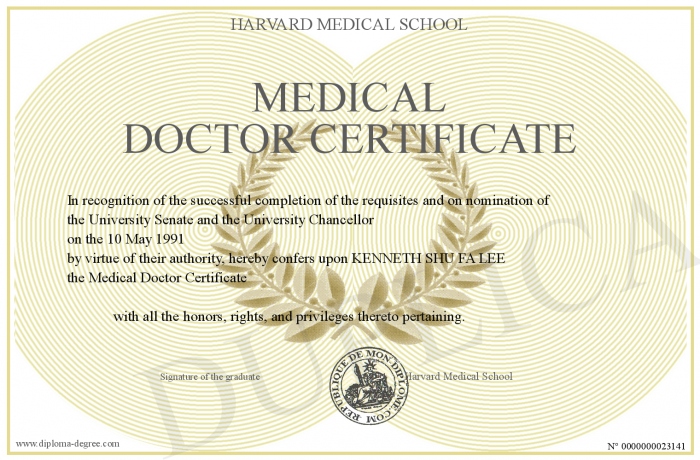 HARVARD MEDICAL SCHOOL
MEDICAL
DOCTOR CERTIFICATE
In recognition of the successful completion of the requisites and on nomination of
the University Senate and the University Chancellor
on the 10 May 1991
by virtue of their authority, hereby confers upon KENNETH SHU FA LEE
the Medical Doctor Certificate
with all the honors, rights, and privileges thereto pertaining.
Signature of the graduate
REPUBLIQUE DE MON-DIPLOME.COM
Harvard Medical School
DUPLICA
www.diploma-degree.com
N° 0000000023141